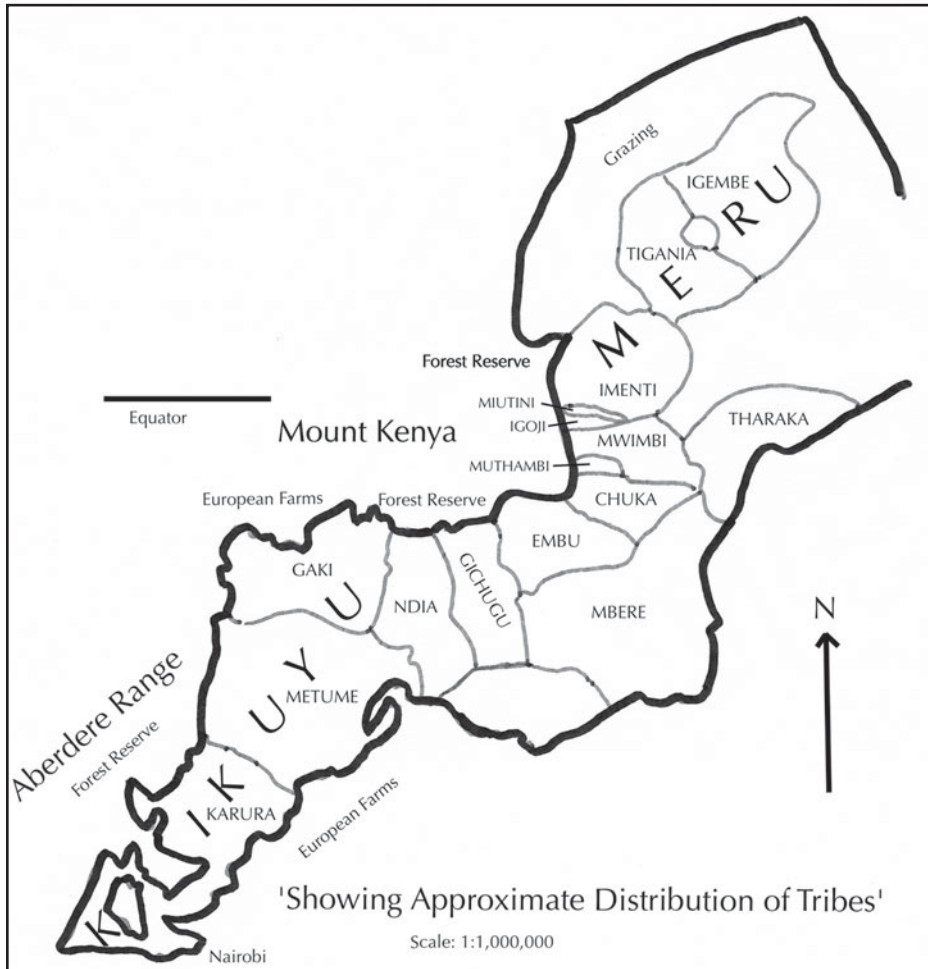 Grazing
IGEMBE
TIGANIA
MERU
Forest Reserve
IMENTI
Equator
MIUTINI
IGOJI
THARAKA
Mount Kenya
MWIMBI
MUTHAMBI
European Farms
Forest Reserve
CHUKA
EMBU
GAKI
NDIA
GICHUGU
MBERE
N
KIKUYU
METUME
Aberdere Range
Forest Reserve
KARURA
European Farms
'Showing Approximate Distribution of Tribes'
Scale: 1:1,000,000
Nairobi